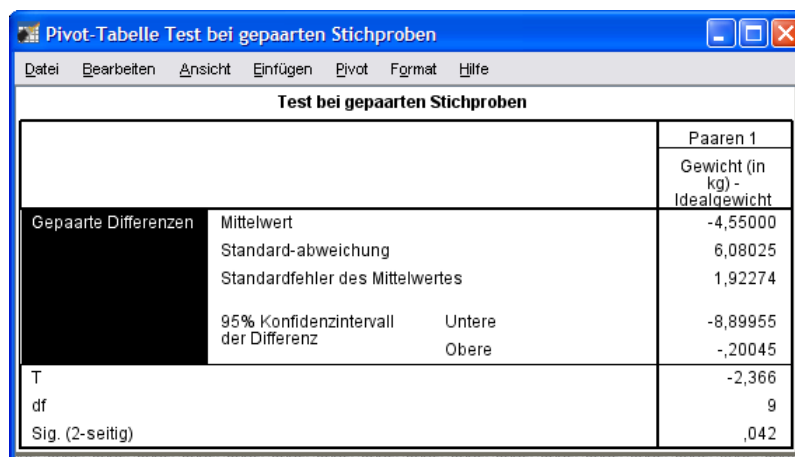 Pivot-Tabelle Test bei gepaarten Stichproben
Datei Bearbeiten Ansicht Einfügen Pivot Format Hilfe
Test bei gepaarten Stichproben
Paaren 1
Gewicht (in
kg) -
Idealgewicht
Gepaarte Differenzen Mittelwert -4,55000
Standard-abweichung 6,08025
Standardfehler des Mittelwertes 1,92274
95% Konfidenzintervall
der Differenz
Untere -8,89955
Obere -,20045
T -2,366
df 9
Sig. (2-seitig) ,042